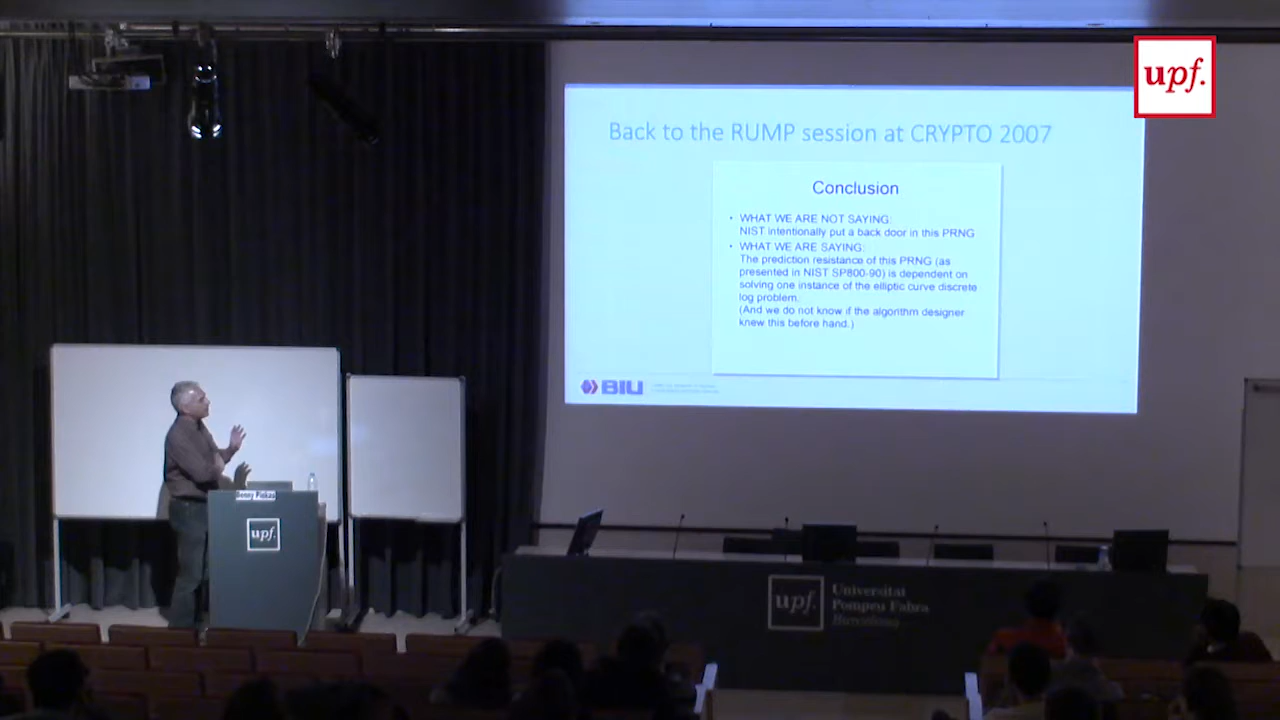 upf.
Back to the RUMP session at CRYPTO 2007
Conclusion
• WHAT WE ARE NOT SAYING:
NIST intentionally put a back door in this PRNG
• WHAT WE ARE SAYING:
The prediction resistance of this PRNG (as
presented in NIST SP800-90) is dependent on
solving one instance of the elliptic curve discrete
log problem.
(And we do not know if the algorithm designer
knew this before hand.)
BIU
Benny Pinkas
upf.
upf.
Universitat
Pompeu Fabra
Barcelona